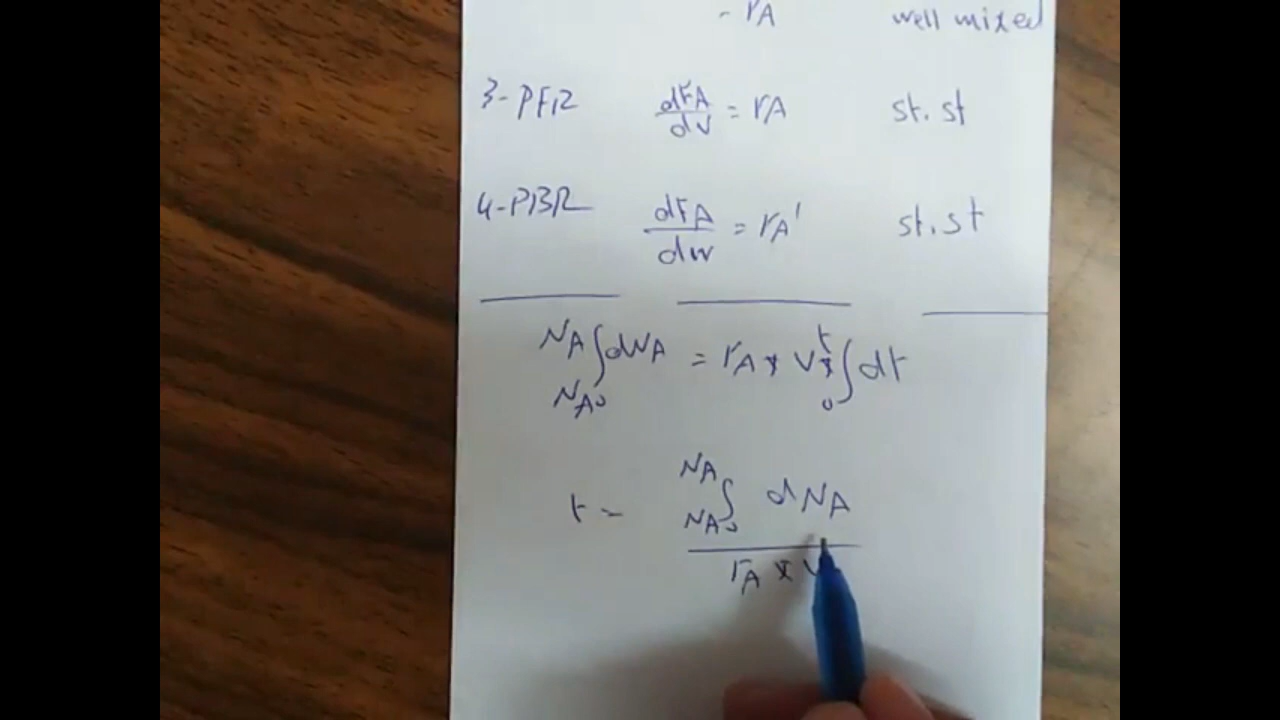 - rA well mixed
3-PFR dFA/dV = rA st. st
4-PBR dFA/dw = rA' st. st
NA ∫ NA0 dNA = rA * V * t ∫ 0 dt
t = NA ∫ NA0 dNA / rA * V